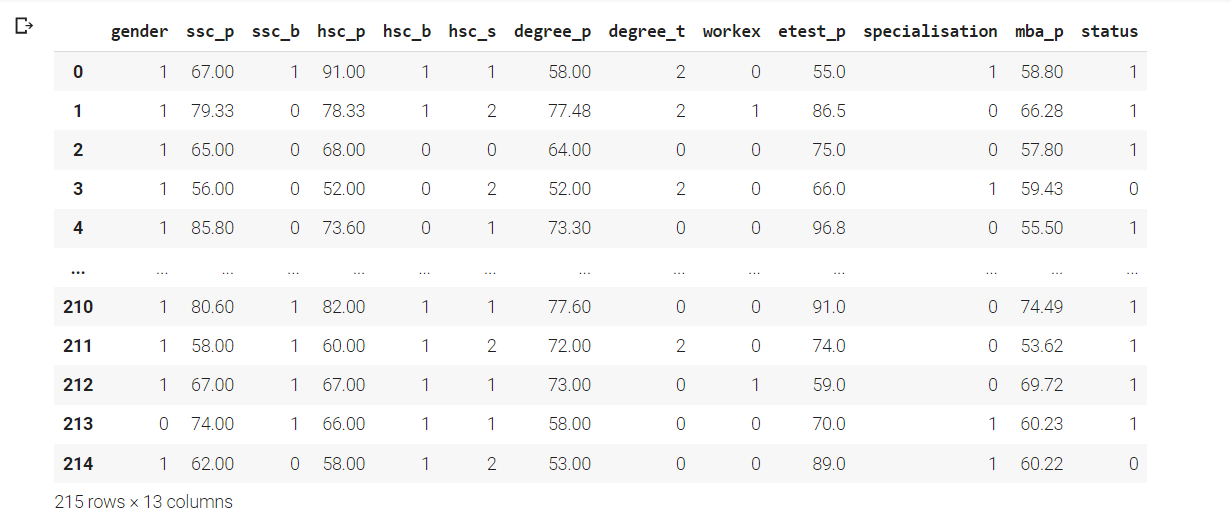 gender ssc_p ssc_b hsc_p hsc_b hsc_s degree_p degree_t workex etest_p specialisation mba_p status
0 1 67.00 1 91.00 1 1 58.00 2 0 55.0 1 58.80 1
1 1 79.33 0 78.33 1 2 77.48 2 1 86.5 0 66.28 1
2 1 65.00 0 68.00 0 0 64.00 0 0 75.0 0 57.80 1
3 1 56.00 0 52.00 0 2 52.00 2 0 66.0 1 59.43 0
4 1 85.80 0 73.60 0 1 73.30 0 0 96.8 0 55.50 1
... ... ... ... ... ... ... ... ... ... ... ... ... ...
210 1 80.60 1 82.00 1 1 77.60 0 0 91.0 0 74.49 1
211 1 58.00 1 60.00 1 2 72.00 2 0 74.0 0 53.62 1
212 1 67.00 1 67.00 1 1 73.00 0 1 59.0 0 69.72 1
213 0 74.00 1 66.00 1 1 58.00 0 0 70.0 1 60.23 1
214 1 62.00 0 58.00 1 2 53.00 0 0 89.0 1 60.22 0
215 rows × 13 columns